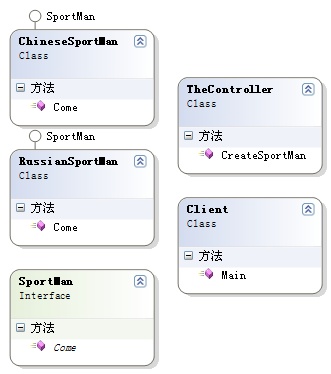 SportMan
ChineseSportMan
Class
方法
Come
SportMan
RussianSportMan
Class
方法
Come
SportMan
Interface
方法
Come
TheController
Class
方法
CreateSportMan
Client
Class
方法
Main